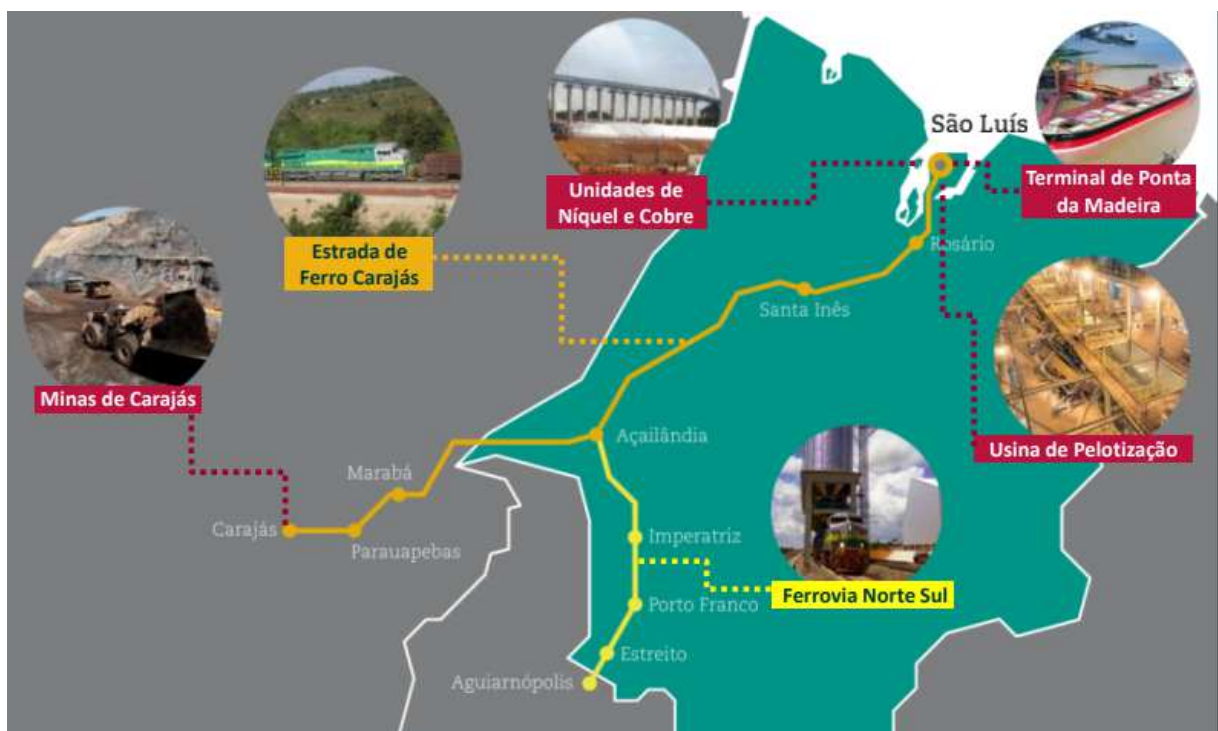 São Luís
Unidades de
Níquel e Cobre
Terminal de Ponta
da Madeira
Estrada de
Ferro Carajás
Rosário
Santa Inês
Minas de Carajás
Açailândia
Usina de Pelotização
Marabá
Carajás
Parauapebas
Imperatriz
Ferrovia Norte Sul
Porto Franco
Estreito
Aguiarnópolis